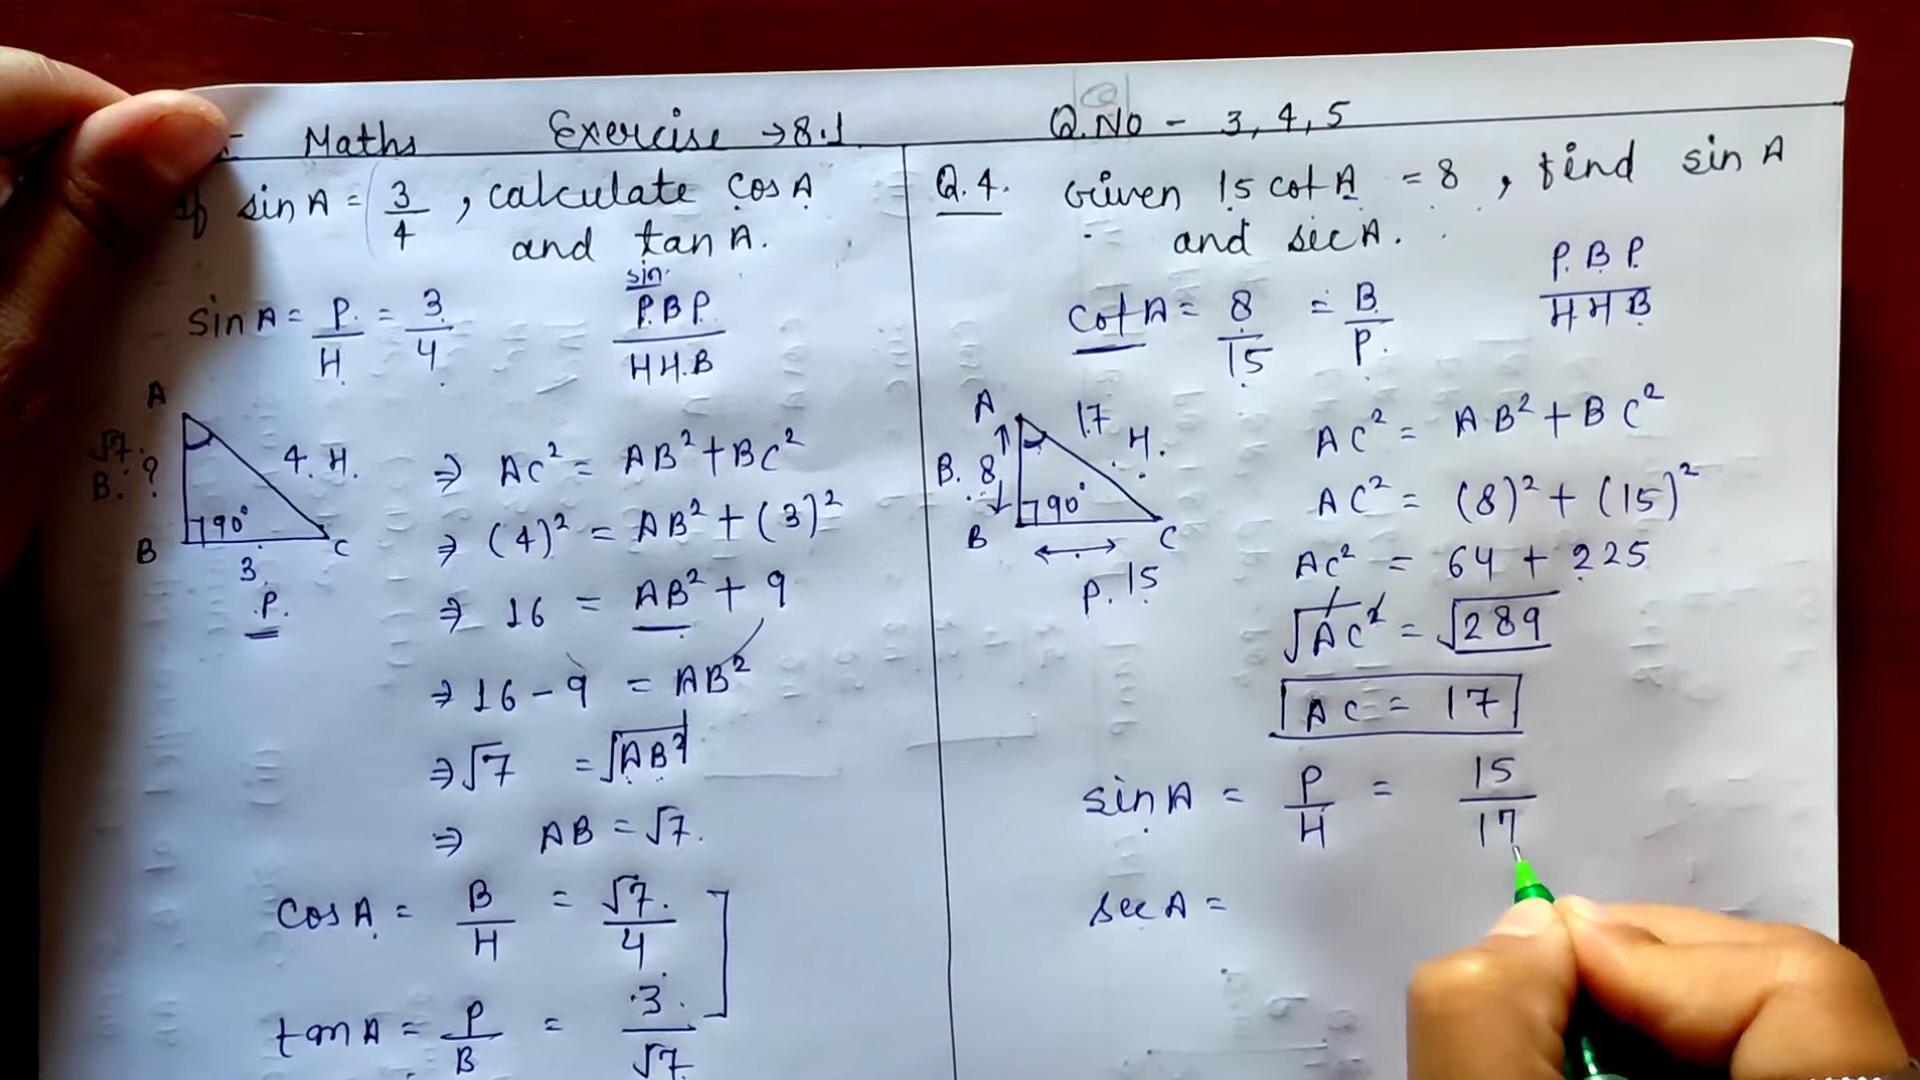 Maths Exercise → 8.1 Q.No - 3, 4, 5
If sin A = 3/4, calculate cos A
and tan A.
sin
P B P
H H B
sin A = P/H = 3/4
A
√7
B. ?
4. H.
90°
B
C
3
P.
⇒ AC² = AB² + BC²
⇒ (4)² = AB² + (3)²
⇒ 16 = AB² + 9
⇒ 16 - 9 = AB²
⇒ √7 = √AB²
⇒ AB = √7.
cos A = B/H = √7/4
tan A = P/B = 3/√7
Q.4. Given 15 cot A = 8, find sin A
and sec A.
P. B P
H H B
cot A = 8/15 = B/P.
A
17
H.
B. 8
90°
B
C
P. 15
AC² = AB² + BC²
AC² = (8)² + (15)²
AC² = 64 + 225
√AC² = √289
AC = 17
sin A = P/H = 15/17
sec A =